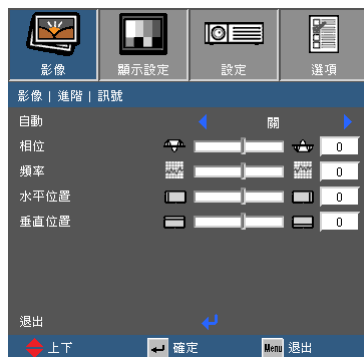 影像 顯示設定 設定 選項
影像 | 進階 | 訊號
自動 關
相位 0
頻率 0
水平位置 0
垂直位置 0
退出
上下 確定 Menu 退出